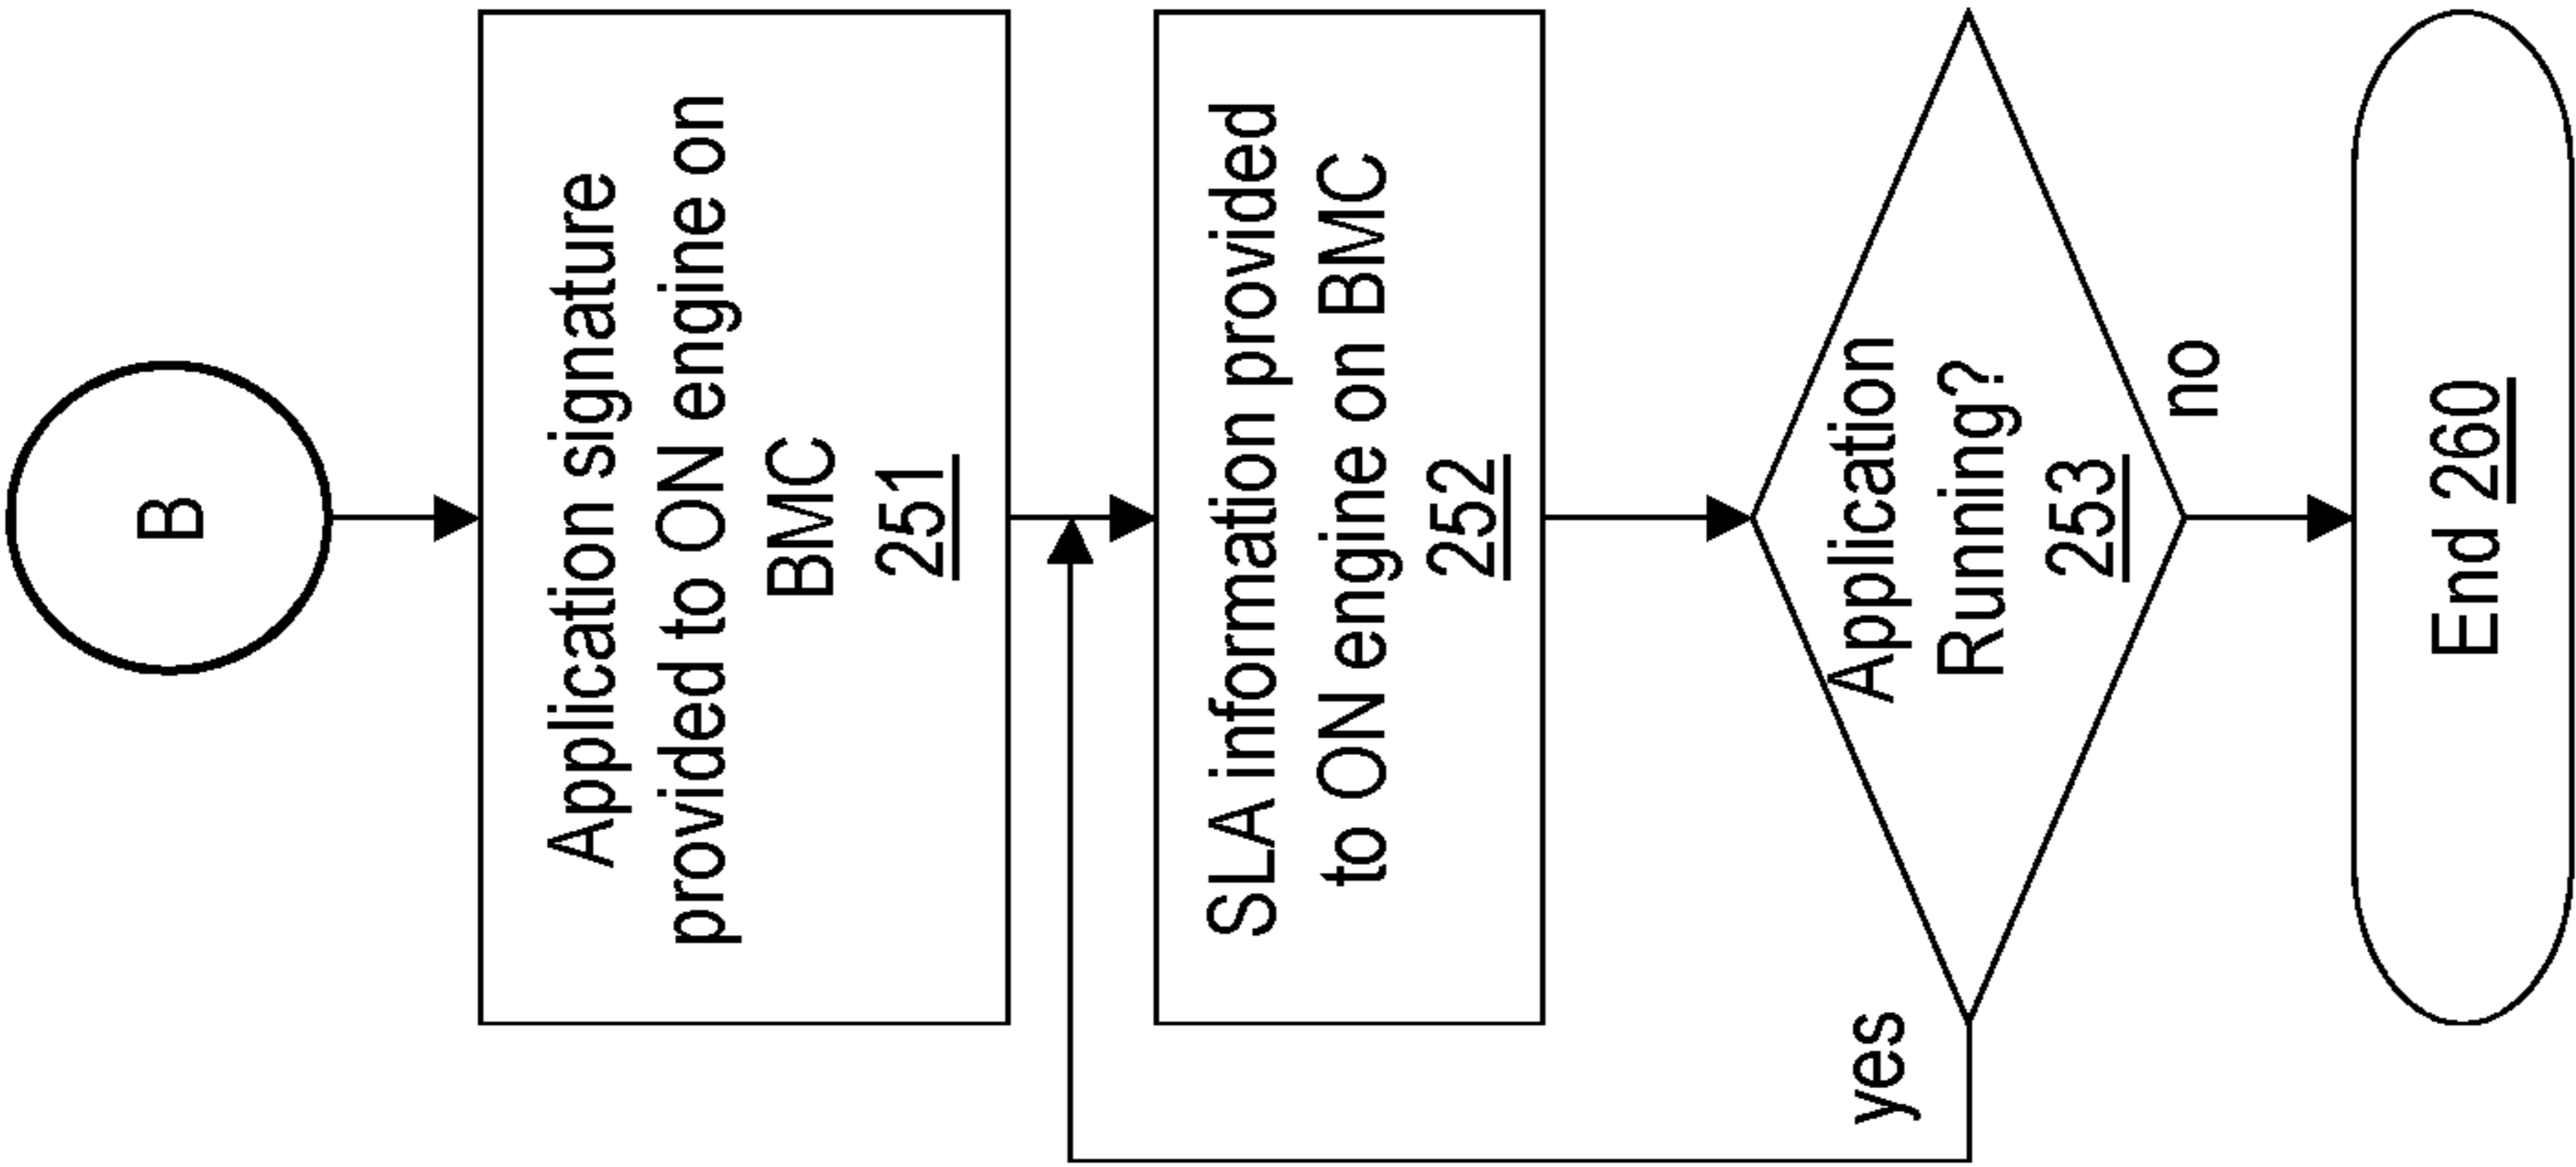 B
Application signature
provided to ON engine on
BMC
251
SLA information provided
to ON engine on BMC
252
Application
Running?
253
yes
no
End 260